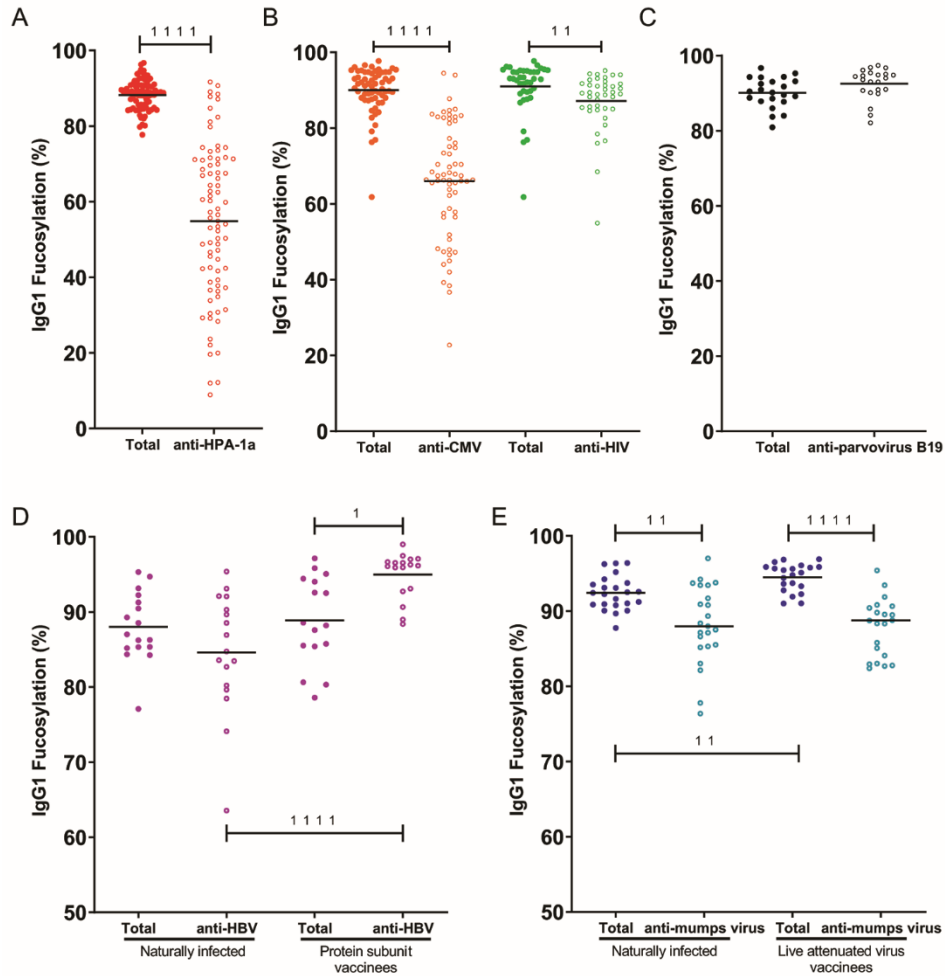 A
1 1 1 1
IgG1 Fucosylation (%)
100
80
60
40
20
0
Total anti-HPA-1a
B
1 1 1 1
1 1
IgG1 Fucosylation (%)
100
80
60
40
20
0
Total anti-CMV Total anti-HIV
C
IgG1 Fucosylation (%)
100
80
60
40
20
0
Total anti-parvovirus B19
D
1
IgG1 Fucosylation (%)
100
90
80
70
60
50
1 1 1 1
Total anti-HBV Total anti-HBV
Naturally infected Protein subunit
vaccinees
E
1 1
1 1 1 1
IgG1 Fucosylation (%)
100
90
80
70
60
50
1 1
Total anti-mumps virus Total anti-mumps virus
Naturally infected Live attenuated virus
vaccinees